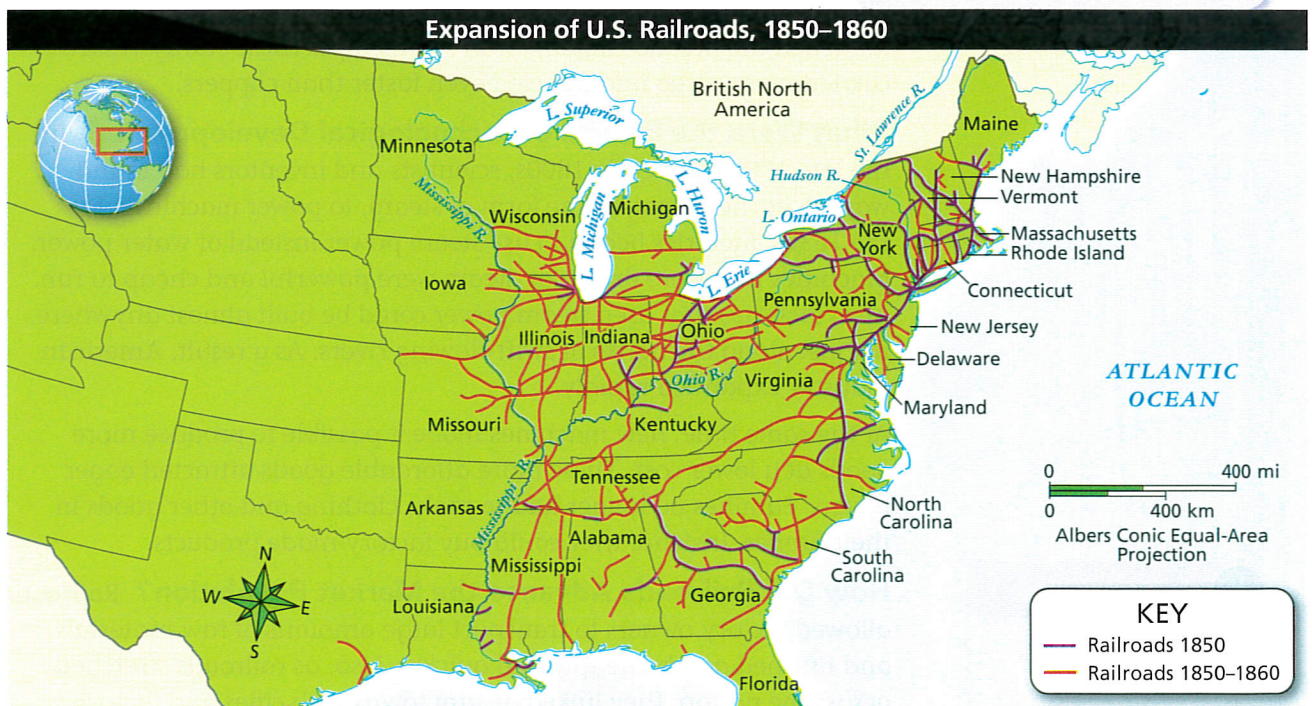 Expansion of U.S. Railroads, 1850–1860
British North
America
L. Superior
St. Lawrence R.
Maine
Minnesota
Hudson R.
New Hampshire
Vermont
Mississippi R.
Wisconsin
L. Michigan
Michigan
L. Huron
L. Ontario
New
York
Massachusetts
Rhode Island
Iowa
L. Erie
Connecticut
Pennsylvania
Illinois
Indiana
Ohio
New Jersey
Delaware
Ohio R.
Virginia
Maryland
ATLANTIC
OCEAN
Missouri
Kentucky
Tennessee
Arkansas
Mississippi R.
North
Carolina
0
400 mi
0
400 km
Albers Conic Equal-Area
Projection
Alabama
Mississippi
South
Carolina
Louisiana
Georgia
Florida
N
W
E
S
KEY
Railroads 1850
Railroads 1850–1860